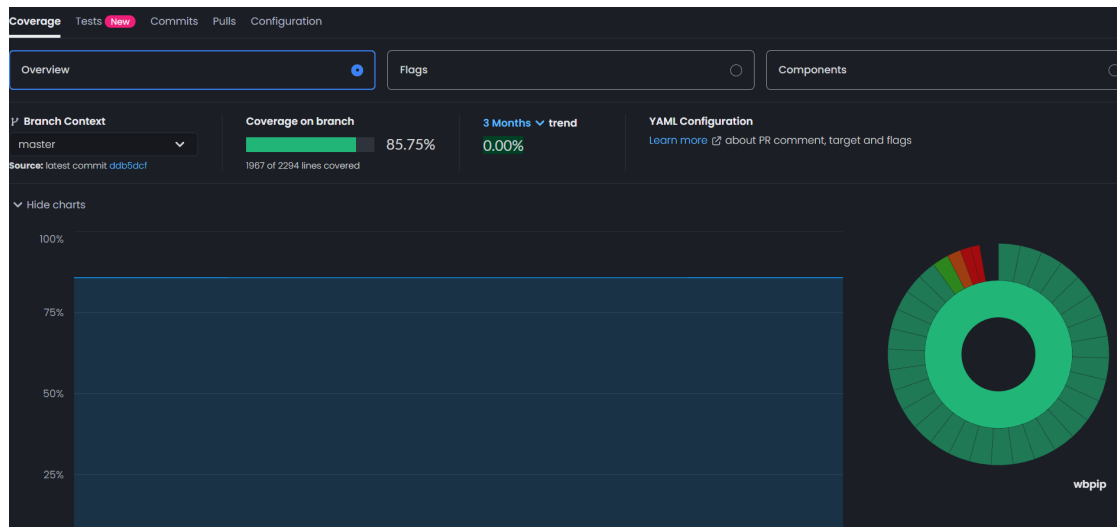 Coverage Tests New Commits Pulls Configuration
Overview Flags Components
Branch Context
master
Source: latest commit ddb5dcf
Coverage on branch
85.75%
1967 of 2294 lines covered
3 Months trend
0.00%
YAML Configuration
Learn more about PR comment, target and flags
Hide charts
100%
75%
50%
25%
wbpip